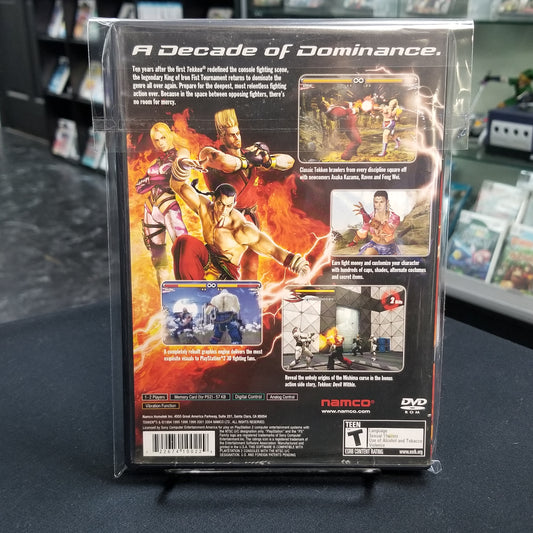 A Decade of Dominance.
Ten years after the first Tekken® redefined the console fighting scene,
the legendary King of Iron Fist Tournament returns to dominate the
genre all over again. Prepare for the deepest, most relentless fighting
action ever. Because in the space between opposing fighters, there's
no room for mercy.
Classic Tekken brawlers from every discipline square off
with newcomers Asuka Kazama, Raven and Feng Wei.
Earn fight money and customize your character
with hundreds of caps, shades, alternate costumes
and secret items.
A completely rebuilt graphics engine delivers the most
exquisite visuals to PlayStation®2 3D fighting fans.
Reveal the unholy origins of the Mishima curse in the bonus
action side story, Tekken: Devil Within.
1 - 2 Players
Memory Card (for PS2) - 57 KB
Digital Control
Analog Control
Vibration Function
namco®
www.namco.com
DVD
ROM
TEEN
T
ESRB CONTENT RATING
Language
Sexual Themes
Use of Alcohol and Tobacco
Violence
www.esrb.org